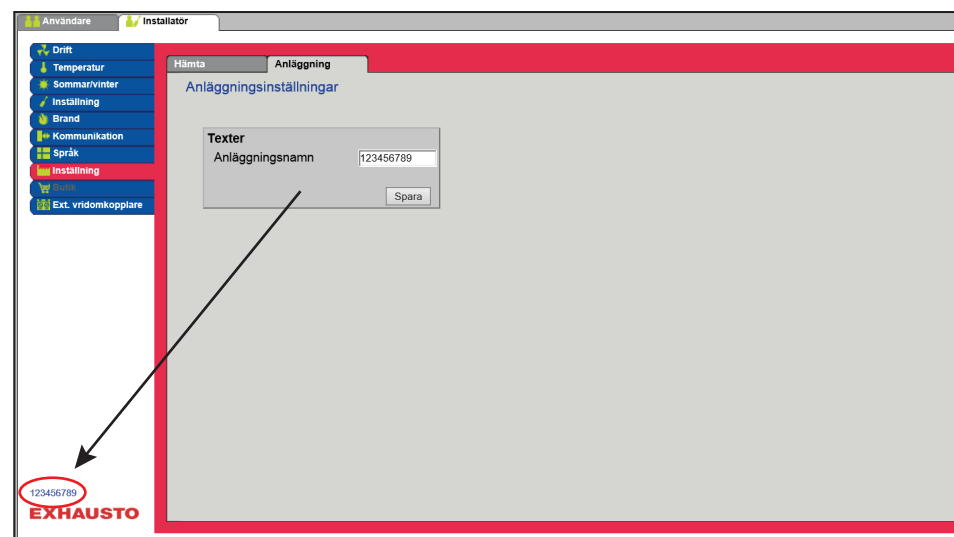 Användare Installatör
Drift
Temperatur
Sommar/vinter
Inställning
Brand
Kommunikation
Språk
Inställning
Butik
Ext. vridomkopplare
Hämta Anläggning
Anläggningsinställningar
Texter
Anläggningsnamn 123456789
Spara
123456789
EXHAUSTO